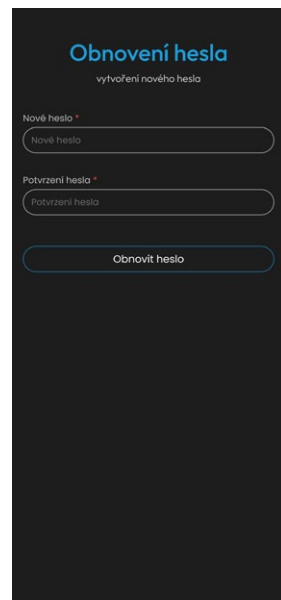 Obnovení hesla
vytvoření nového hesla
Nové heslo *
Nové heslo
Potvrzení hesla *
Potvrzení hesla
Obnovit heslo